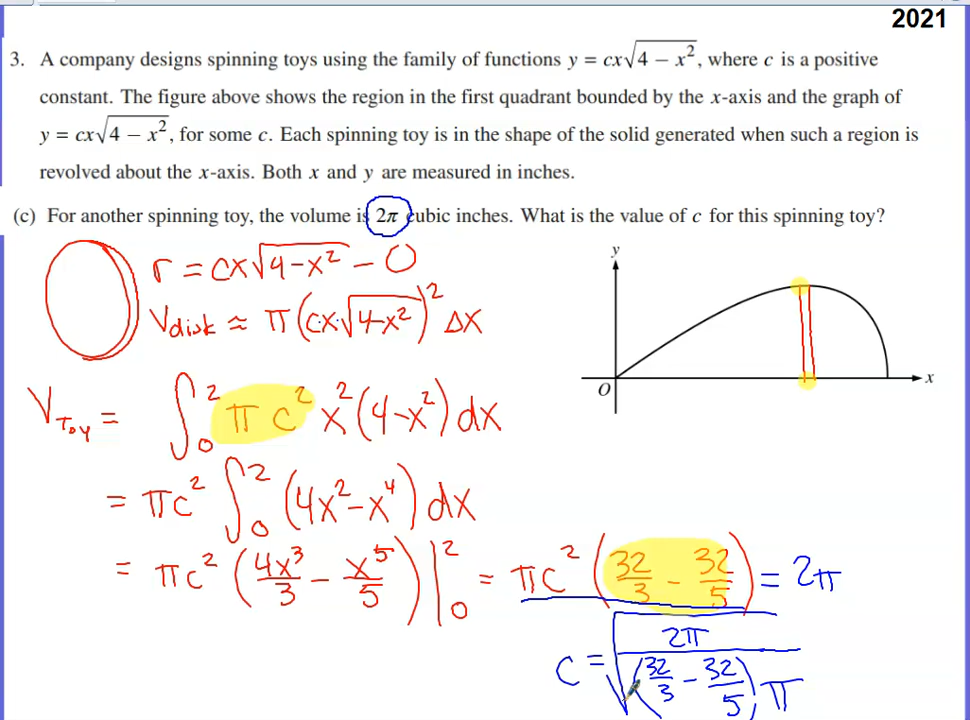 2021
3. A company designs spinning toys using the family of functions y = cx√(4 − x²), where c is a positive
constant. The figure above shows the region in the first quadrant bounded by the x-axis and the graph of
y = cx√(4 − x²), for some c. Each spinning toy is in the shape of the solid generated when such a region is
revolved about the x-axis. Both x and y are measured in inches.
(c) For another spinning toy, the volume is 2π cubic inches. What is the value of c for this spinning toy?
r = cx√(4−x²) − 0
V_disk ≈ π(c·x·√(4−x²))² Δx
V_Toy = ∫₀² π c² x² (4−x²) dx
= πc² ∫₀² (4x²−x⁴) dx
= πc² (4x³/3 − x⁵/5) |₀² = πc² (32/3 − 32/5) = 2π
c = √(2π / ((32/3 − 32/5) π))
y
O
x